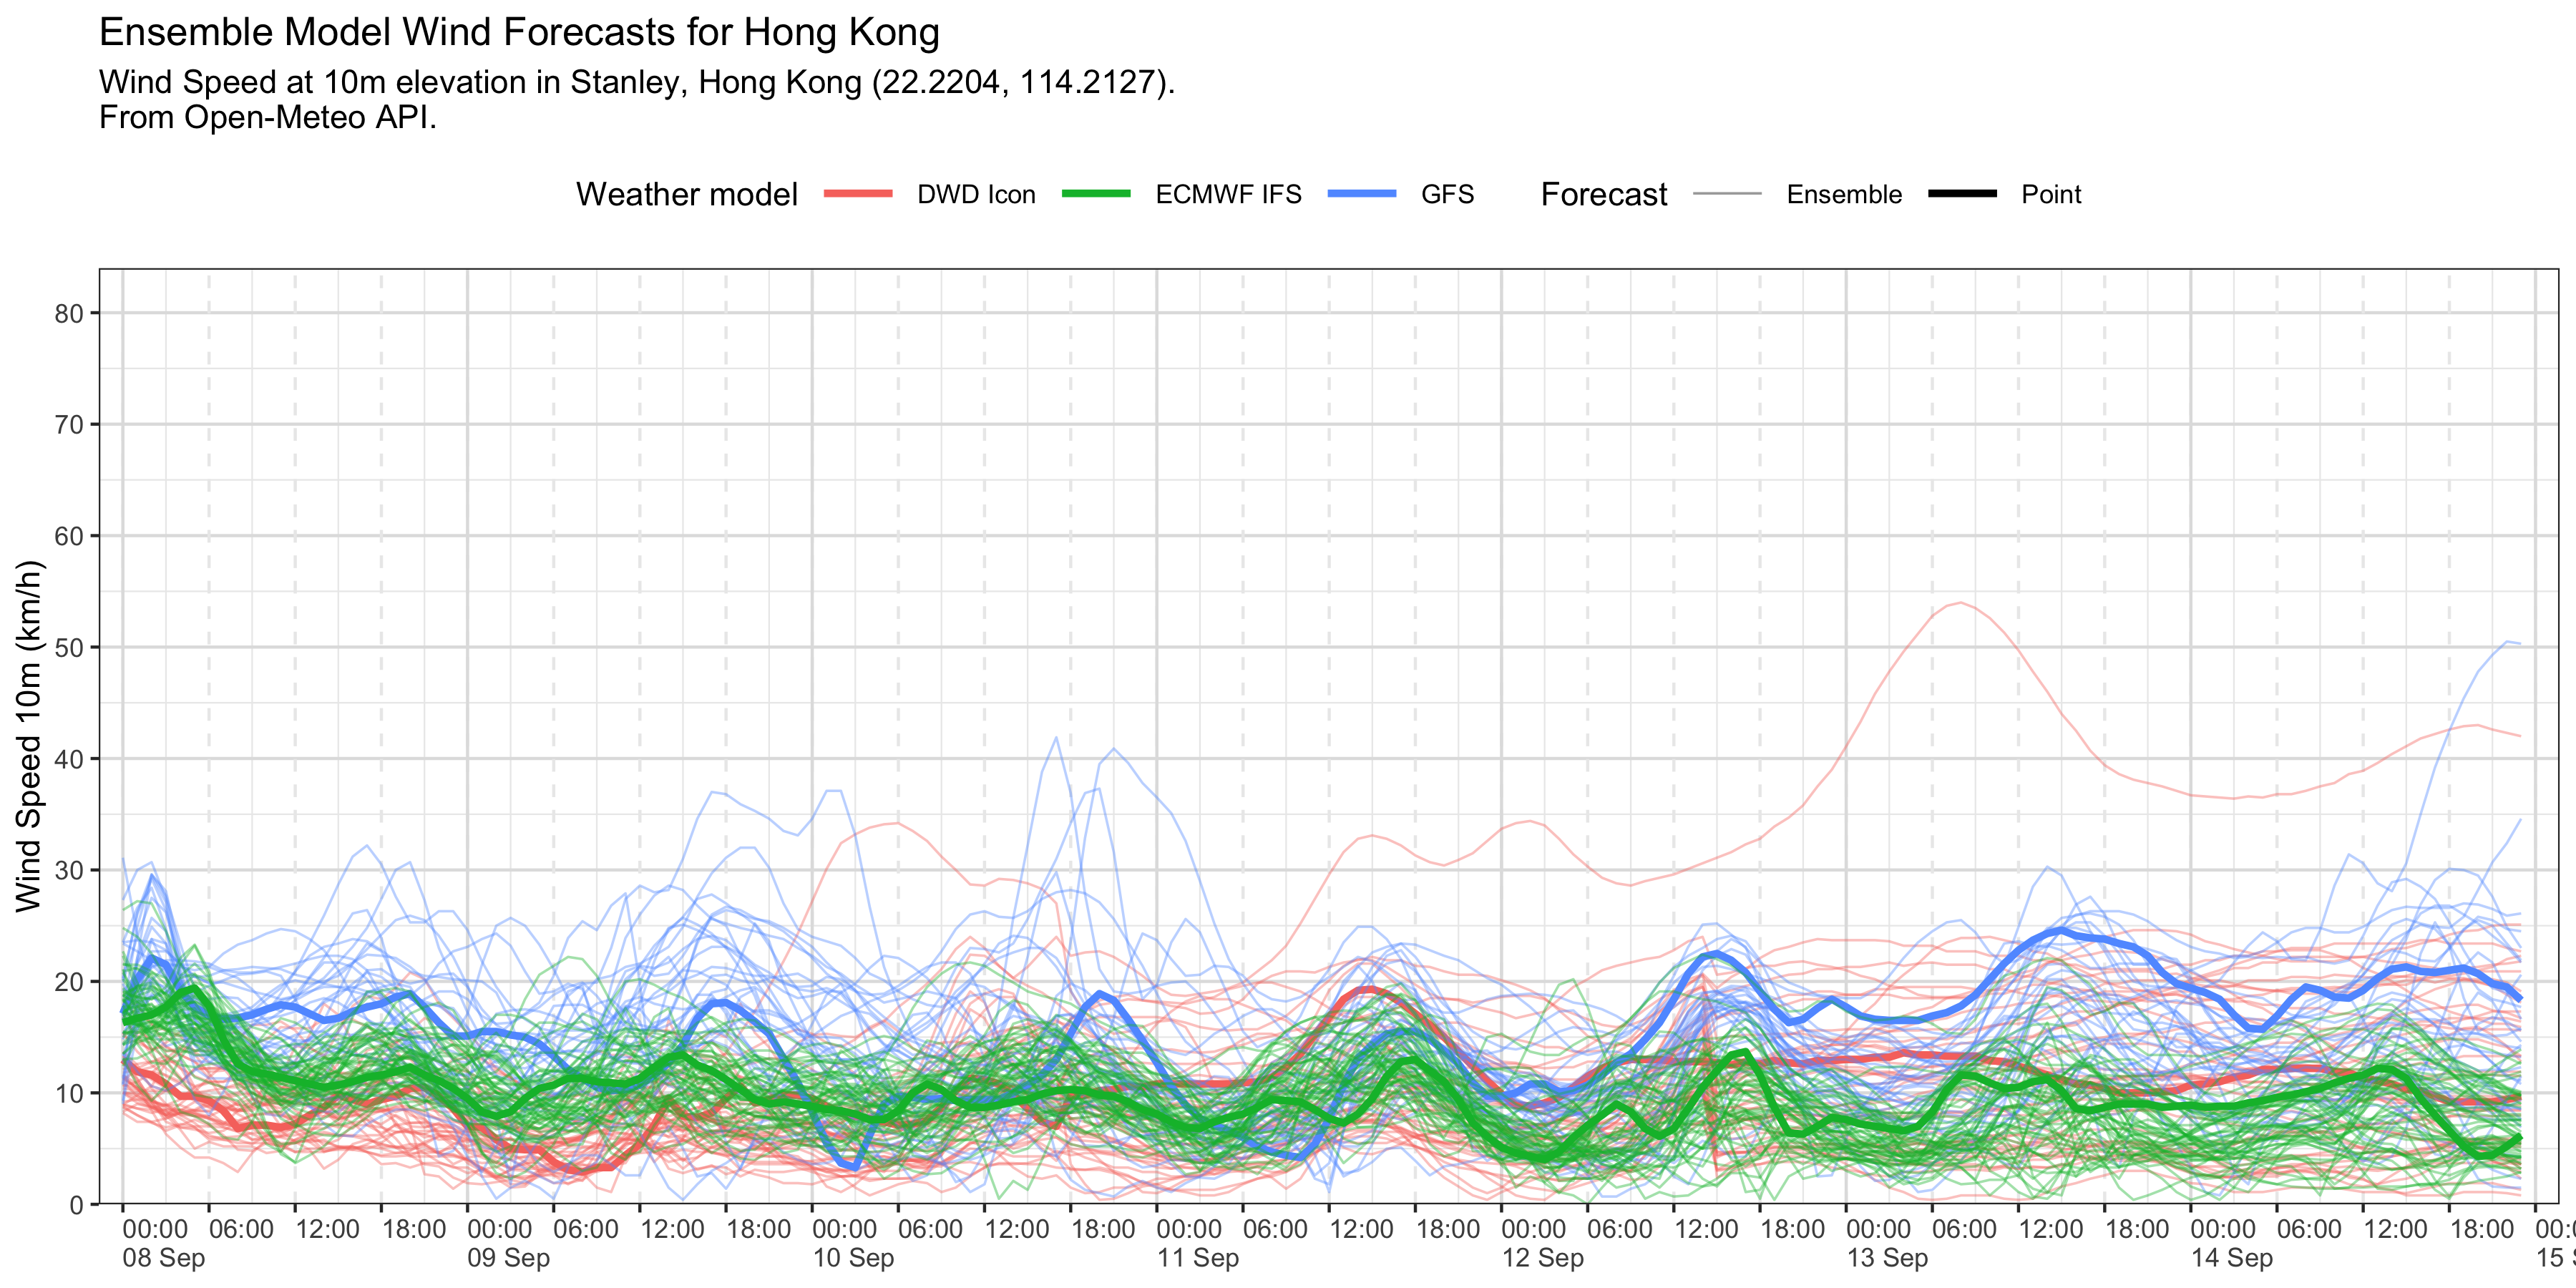 Ensemble Model Wind Forecasts for Hong Kong
Wind Speed at 10m elevation in Stanley, Hong Kong (22.2204, 114.2127).
From Open-Meteo API.
Weather model DWD Icon ECMWF IFS GFS Forecast Ensemble Point
Wind Speed 10m (km/h)
80
70
60
50
40
30
20
10
0
00:00 06:00 12:00 18:00 00:00 06:00 12:00 18:00 00:00 06:00 12:00 18:00 00:00 06:00 12:00 18:00 00:00 06:00 12:00 18:00 00:00 06:00 12:00 18:00 00:00 06:00 12:00 18:00 00:
08 Sep 09 Sep 10 Sep 11 Sep 12 Sep 13 Sep 14 Sep 15